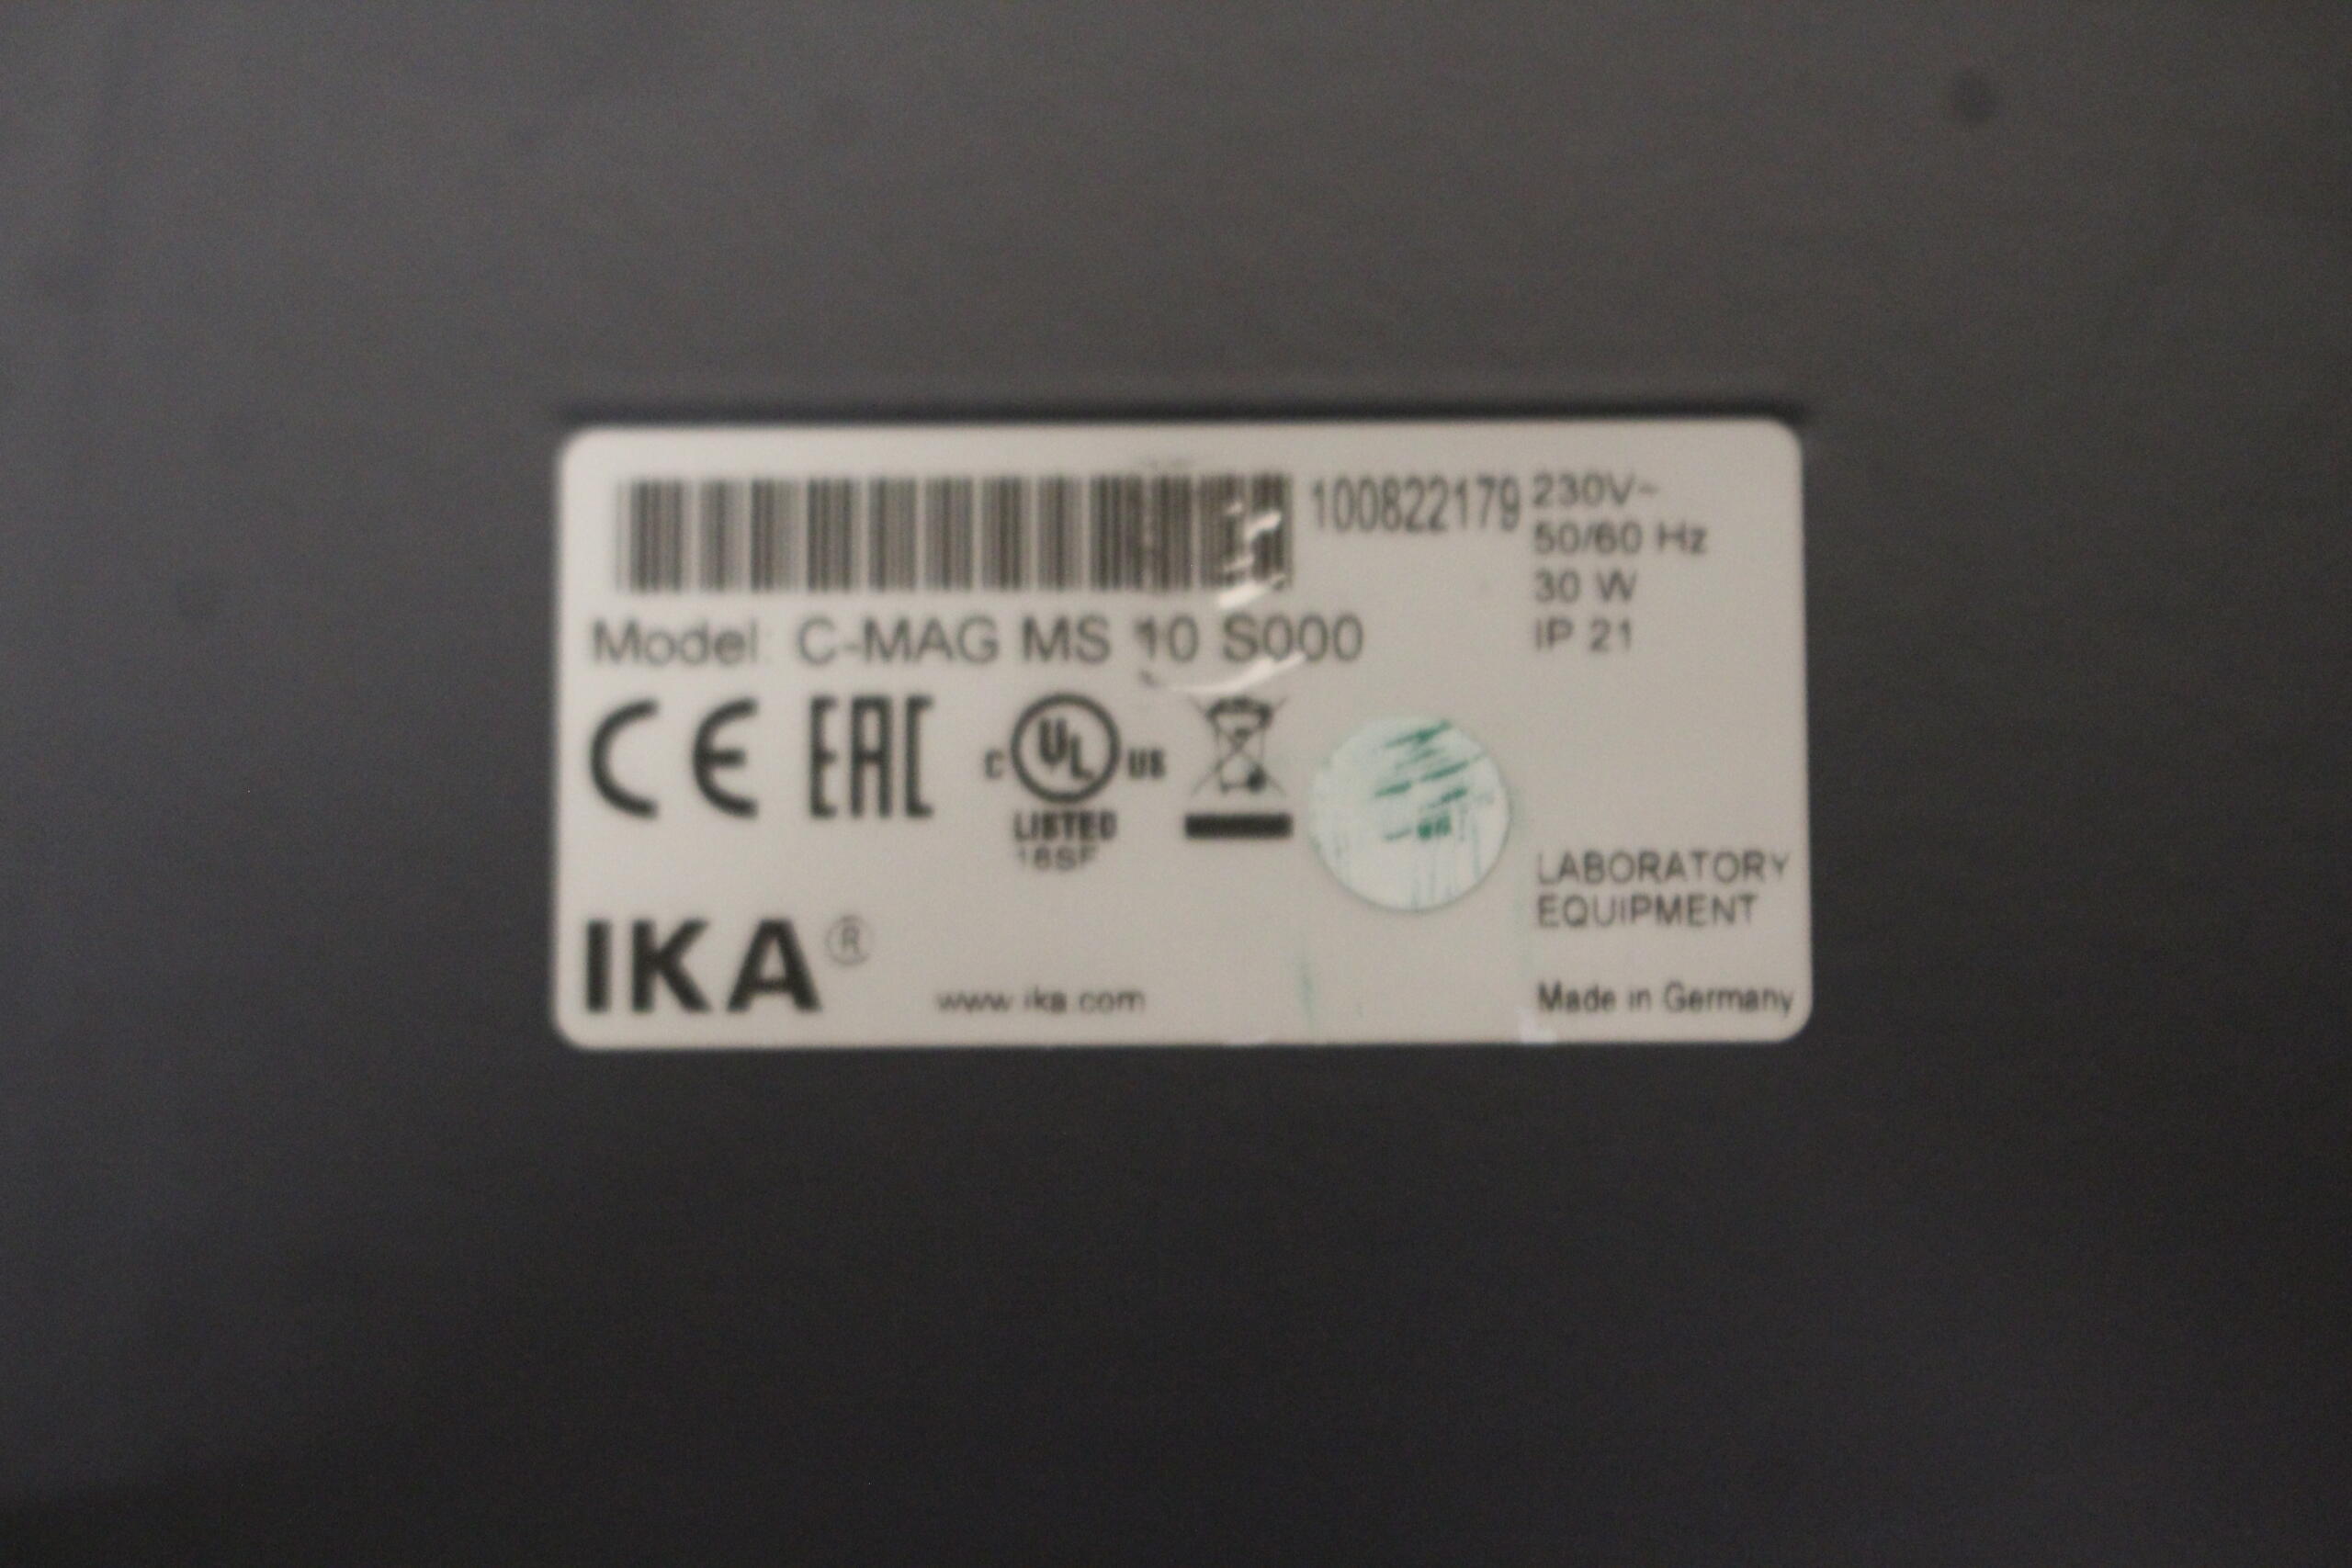 100822179
230V~
50/60 Hz
30 W
IP 21
Model: C-MAG MS 10 S000
CE EAC
C UL US
LISTED
LABORATORY
EQUIPMENT
IKA®
www.ika.com
Made in Germany